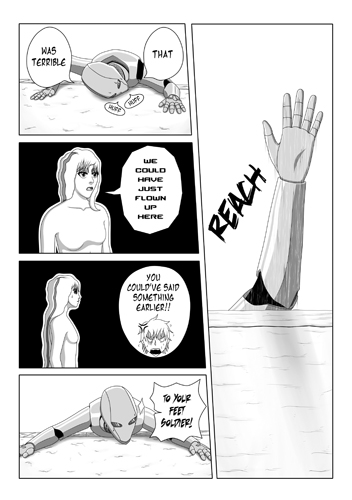 REACH
THAT
WAS
TERRIBLE
HUFF
HUFF
WE
COULD
HAVE
JUST
FLOWN
UP
HERE
YOU
COULD'VE SAID
SOMETHING
EARLIER!!
TO YOUR
FEET
SOLDIER!